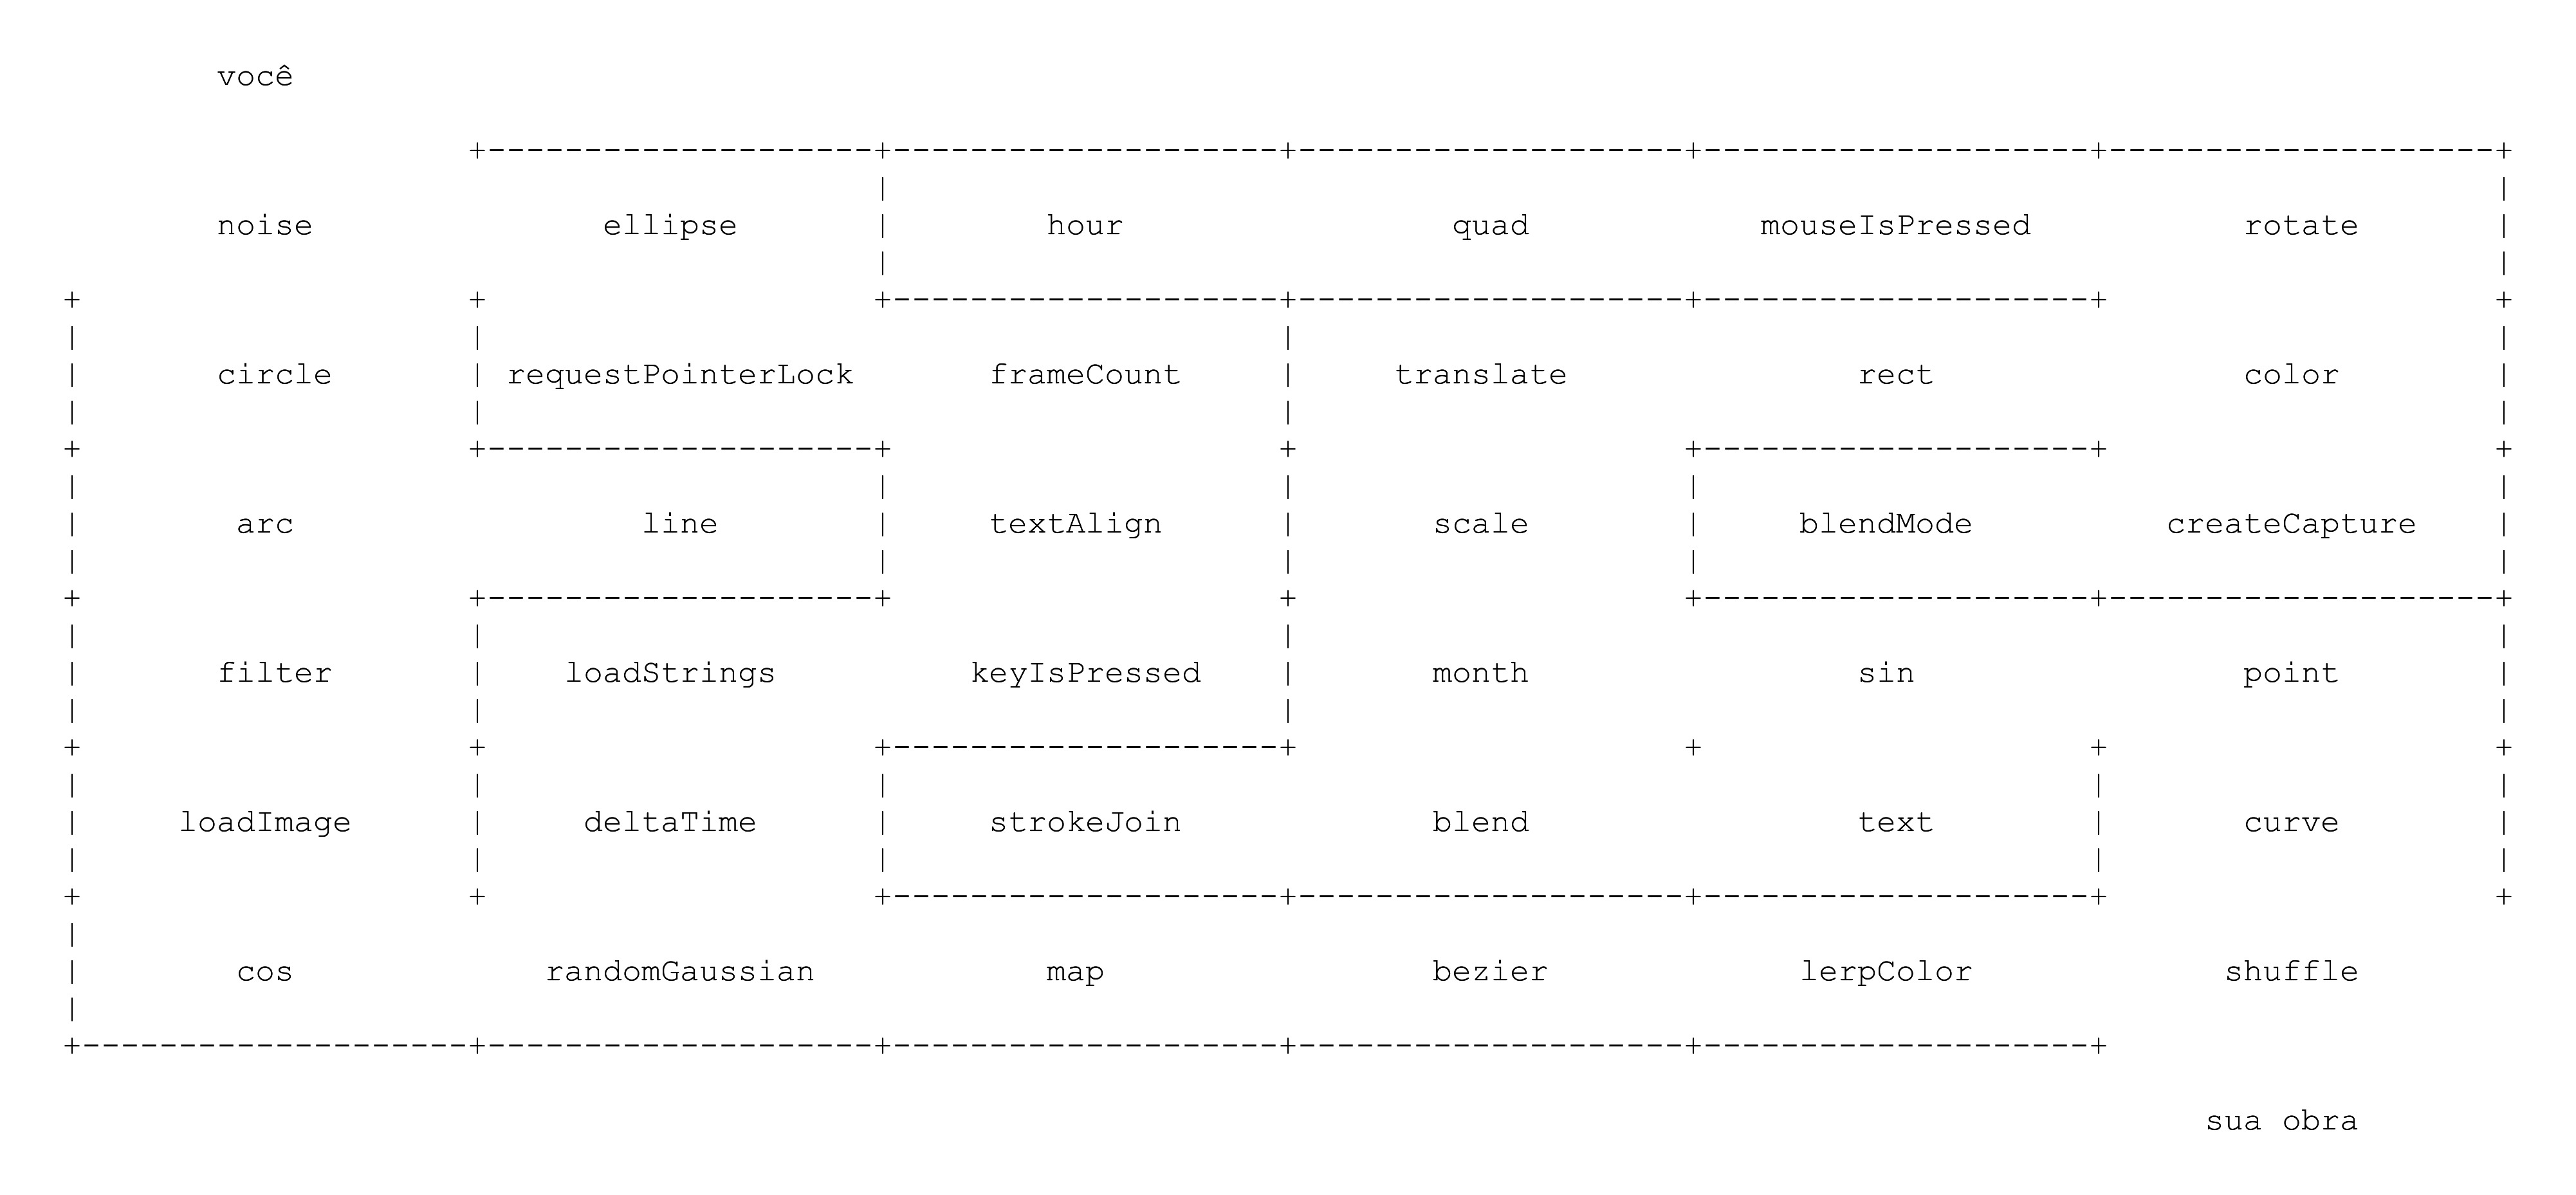 você
noise ellipse hour quad mouseIsPressed rotate
circle requestPointerLock frameCount translate rect color
arc line textAlign scale blendMode createCapture
filter loadStrings keyIsPressed month sin point
loadImage deltaTime strokeJoin blend text curve
cos randomGaussian map bezier lerpColor shuffle
sua obra